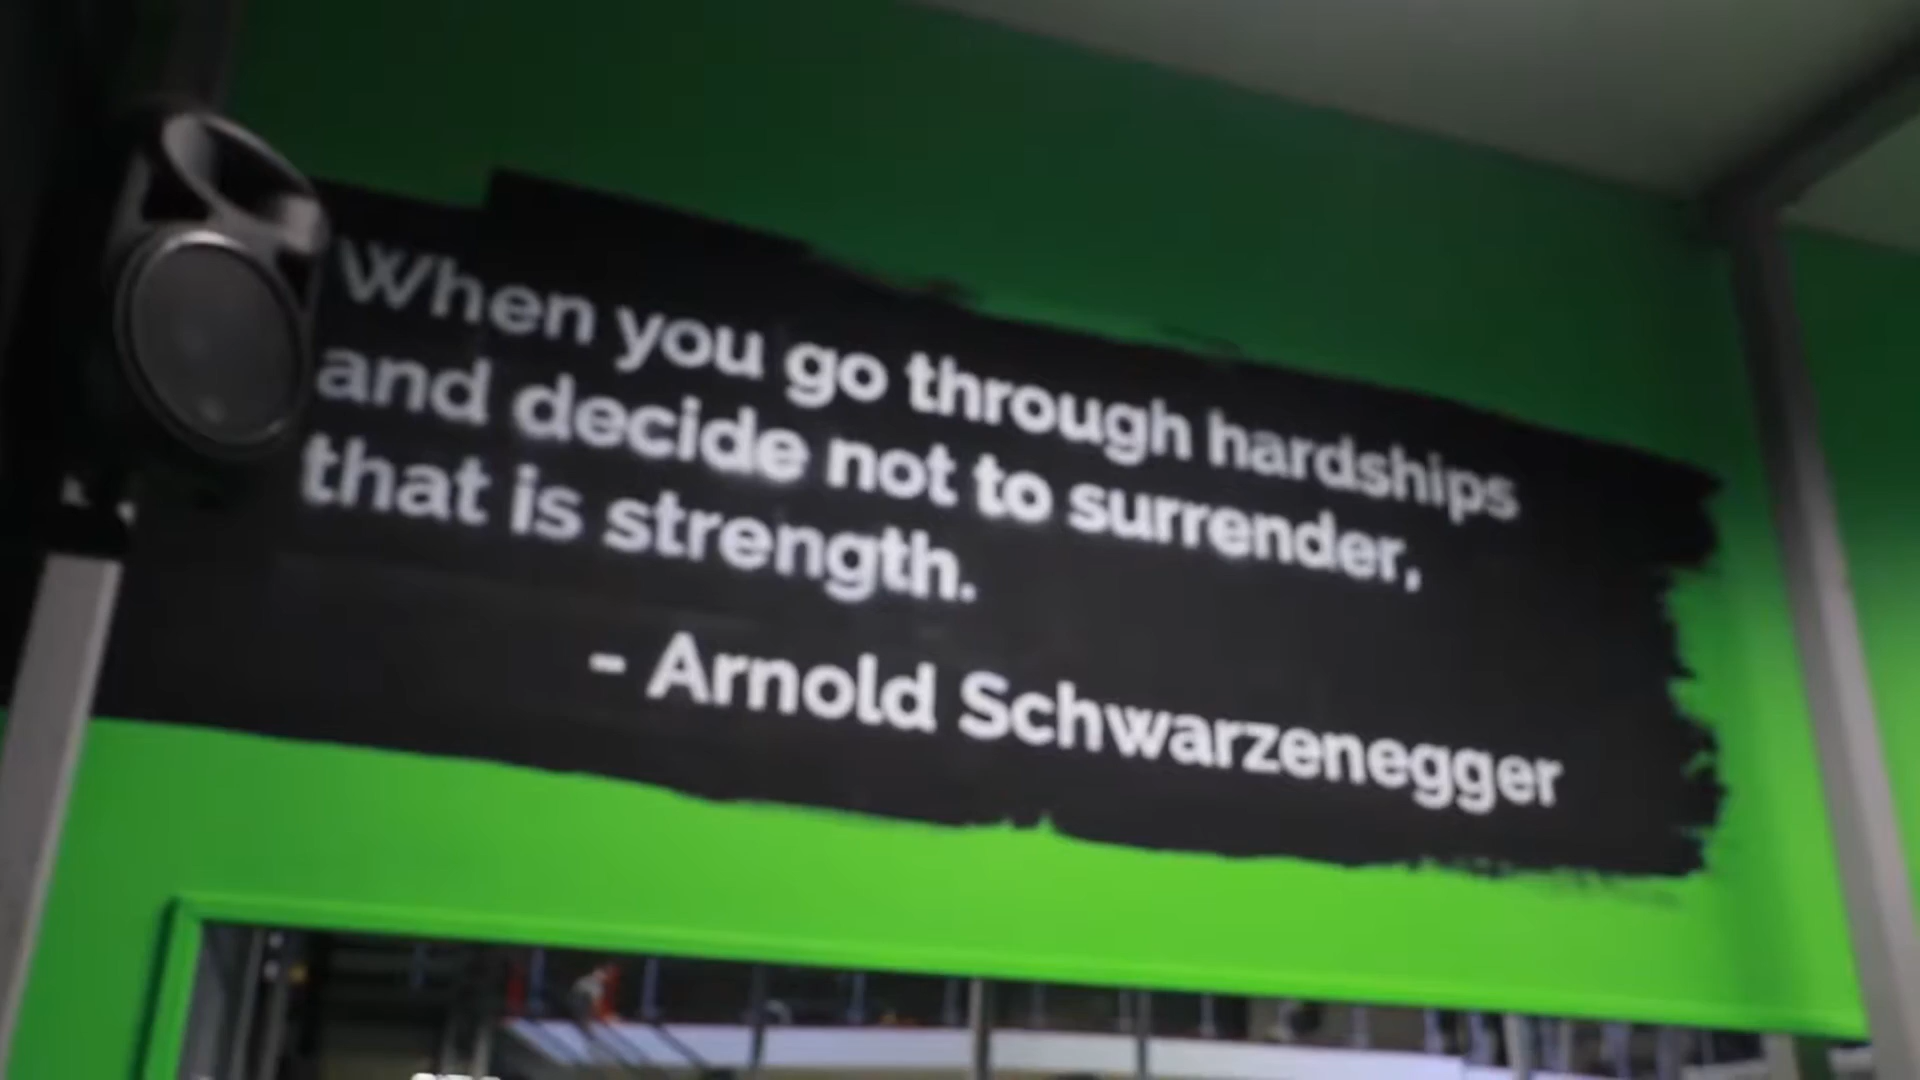 When you go through hardships
and decide not to surrender,
that is strength.
- Arnold Schwarzenegger